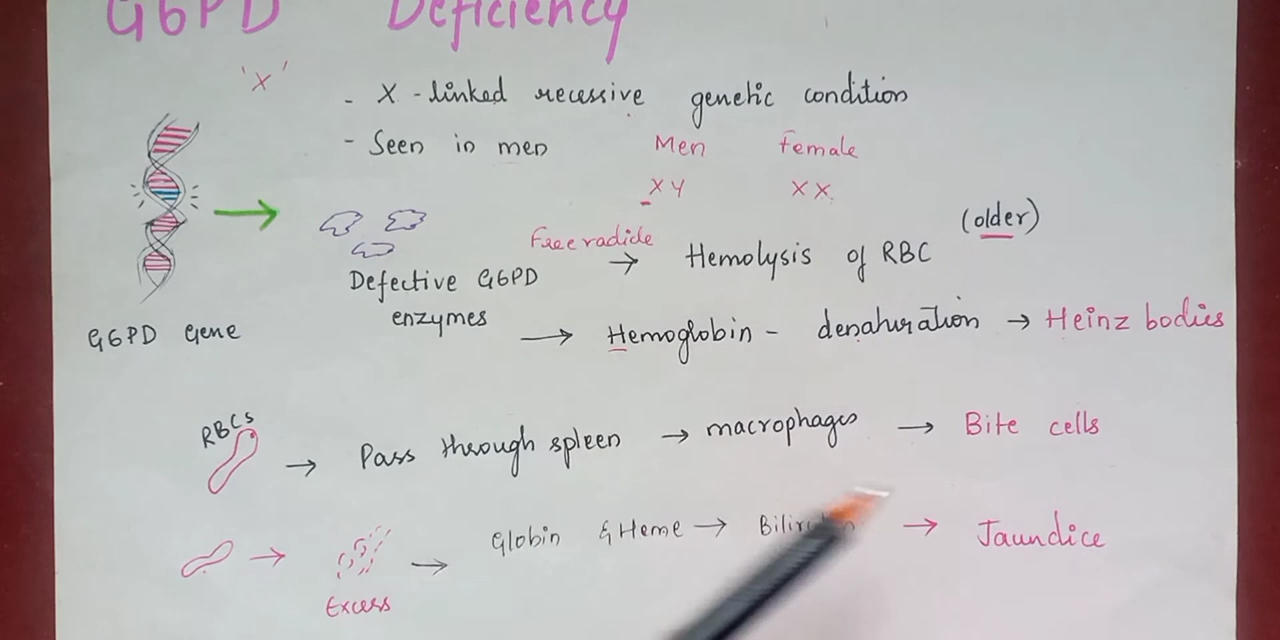 G6PD Deficiency
'X'
- X-linked recessive genetic condition
- Seen in men
Men Female
XY XX
Free radicle → Hemolysis of RBC (older)
Defective G6PD
enzymes
→ Hemoglobin - denaturation → Heinz bodies
G6PD Gene
RBCs
→ Pass through spleen → macrophages → Bite cells
→ → Globin & Heme → → Jaundice
Excess